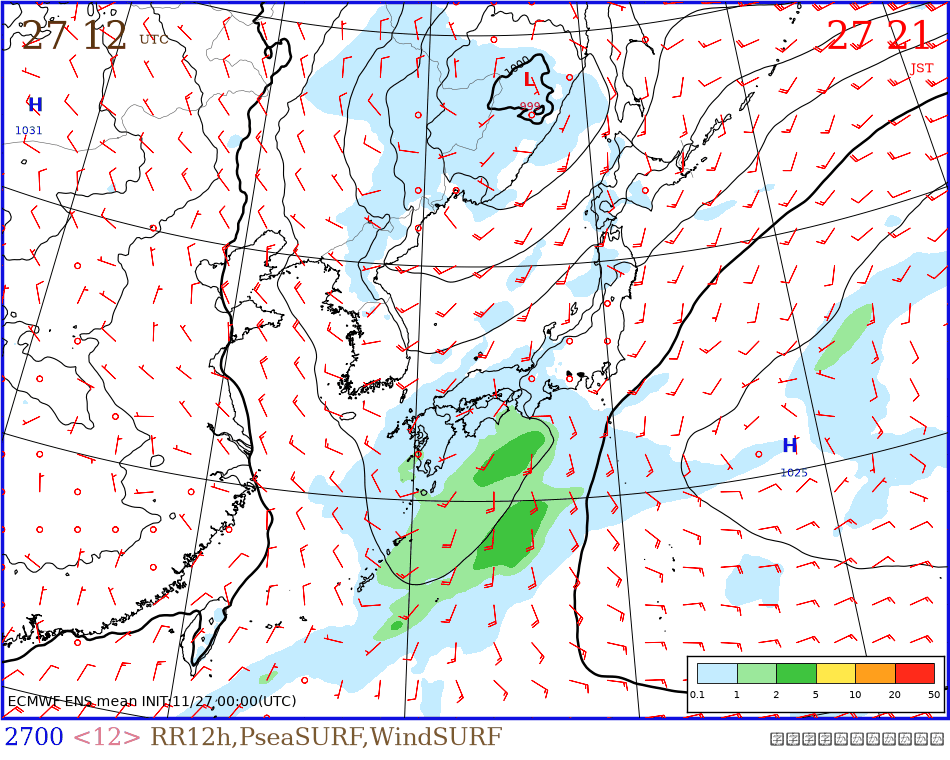 27 12 UTC
27 21 JST
1000
L
999
H
1031
H
1025
ECMWF ENS mean INIT:11/27 00:00(UTC)
0.1 1 2 5 10 20 50
2700 <12> RR12h,PseaSURF,WindSURF